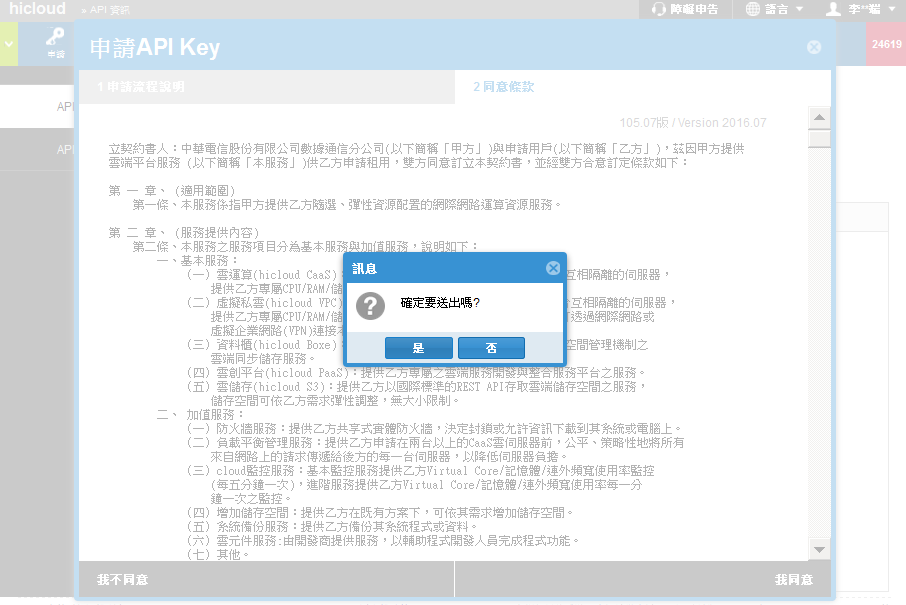 hicloud » API 資訊 障礙申告 語言 李**瑞
申請 24619
申請API Key
API
API
1 申請流程說明 2 同意條款
105.07版 / Version 2016.07
立契約書人：中華電信股份有限公司數據通信分公司(以下簡稱「甲方」)與申請用戶(以下簡稱「乙方」)，茲因甲方提供
雲端平台服務 (以下簡稱「本服務」)供乙方申請租用，雙方同意訂立本契約書，並經雙方合意訂定條款如下：
第 一 章、 (適用範圍)
第一條、本服務係指甲方提供乙方隨選、彈性資源配置的網際網路運算資源服務。
第 二 章、 (服務提供內容)
第二條、本服務之服務項目分為基本服務與加值服務，說明如下：
一、基本服務：
(一) 雲運算(hicloud CaaS) 互相隔離的伺服器，
提供乙方專屬CPU/RAM/
(二) 虛擬私雲(hicloud VPC) 互相隔離的伺服器，
提供乙方專屬CPU/RAM/ 透過網際網路或
虛擬企業網路(VPN)連接
(三) 資料櫃(hicloud Boxe) 空間管理機制之
雲端同步儲存服務。
(四) 雲創平台(hicloud PaaS)：提供乙方專屬之雲端服務開發與整合服務平台之服務。
(五) 雲儲存(hicloud S3)：提供乙方以國際標準的REST API存取雲端儲存空間之服務，
儲存空間可依乙方需求彈性調整，無大小限制。
二、 加值服務：
(一) 防火牆服務：提供乙方共享式實體防火牆，決定封鎖或允許資訊下載到其系統或電腦上。
(二) 負載平衡管理服務：提供乙方申請在兩台以上的CaaS雲伺服器前，公平、策略性地將所有
來自網路上的請求傳遞給後方的每一台伺服器，以降低伺服器負擔。
(三) cloud監控服務：基本監控服務提供乙方Virtual Core/記憶體/連外頻寬使用率監控
(每五分鐘一次)，進階服務提供乙方Virtual Core/記憶體/連外頻寬使用率每一分
鐘一次之監控。
(四) 增加儲存空間：提供乙方在既有方案下，可依其需求增加儲存空間。
(五) 系統備份服務：提供乙方備份其系統程式或資料。
(六) 雲元件服務:由開發商提供服務，以輔助程式開發人員完成程式功能。
(七) 其他。
訊息
確定要送出嗎?
是 否
我不同意 我同意